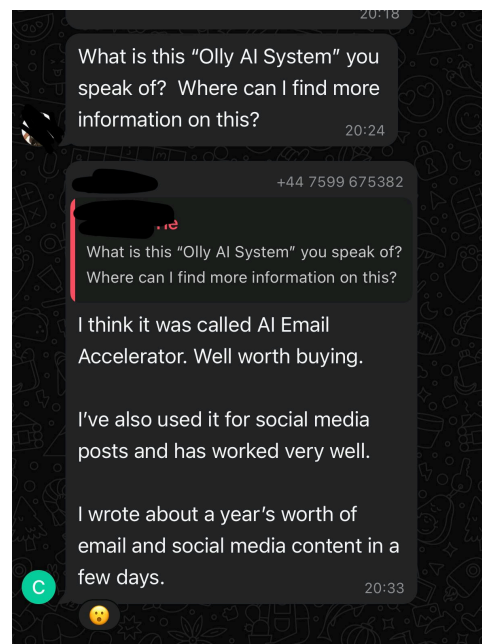 20:18
What is this “Olly AI System” you
speak of?  Where can I find more
information on this?
20:24
+44 7599 675382
What is this “Olly AI System” you speak of?
Where can I find more information on this?
I think it was called AI Email
Accelerator. Well worth buying.
I’ve also used it for social media
posts and has worked very well.
I wrote about a year’s worth of
email and social media content in a
few days.
20:33
C